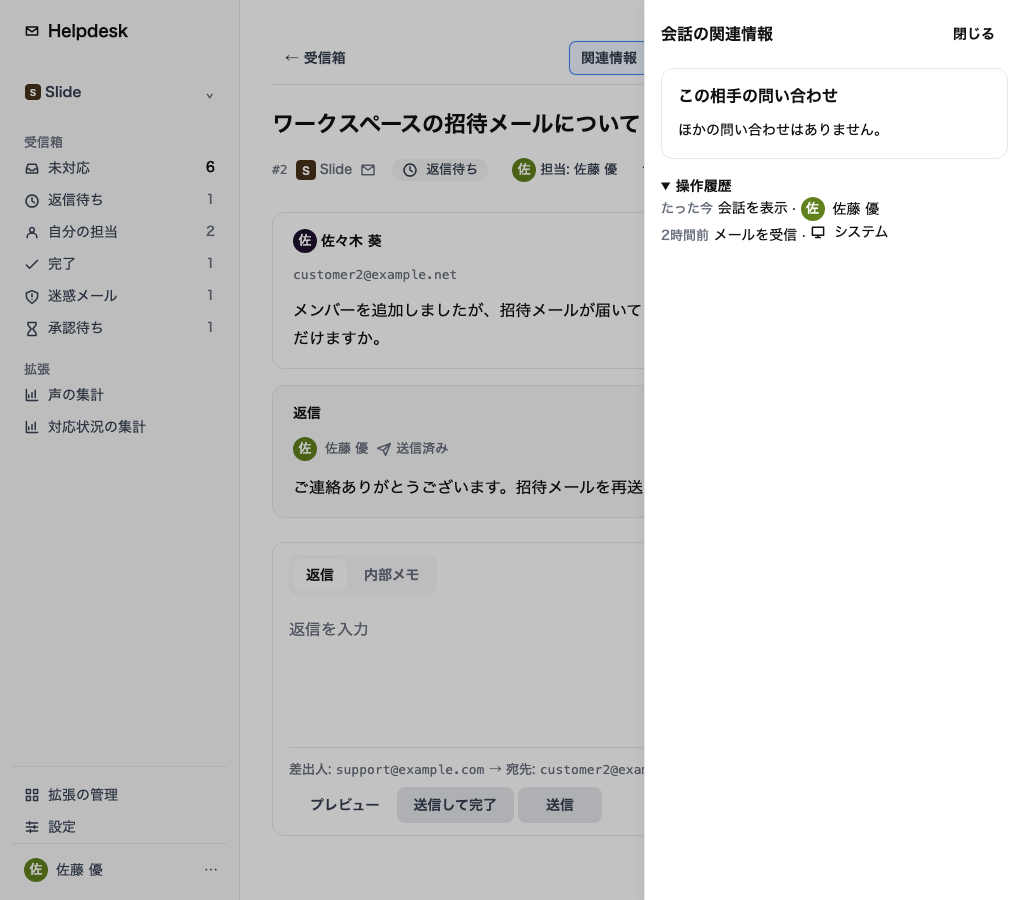 Helpdesk
S Slide
受信箱
未対応 6
返信待ち 1
自分の担当 2
完了 1
迷惑メール 1
承認待ち 1
拡張
声の集計
対応状況の集計
拡張の管理
設定
佐 佐藤 優 …
← 受信箱
関連情報
ワークスペースの招待メールについて
#2 S Slide 返信待ち 佐 担当: 佐藤 優
佐 佐々木 葵
customer2@example.net
メンバーを追加しましたが、招待メールが届いて
だけますか。
返信
佐 佐藤 優 送信済み
ご連絡ありがとうございます。招待メールを再送
返信 内部メモ
返信を入力
差出人: support@example.com → 宛先: customer2@exam
プレビュー 送信して完了 送信
会話の関連情報 閉じる
この相手の問い合わせ
ほかの問い合わせはありません。
▼ 操作履歴
たった今 会話を表示 · 佐 佐藤 優
2時間前 メールを受信 · システム